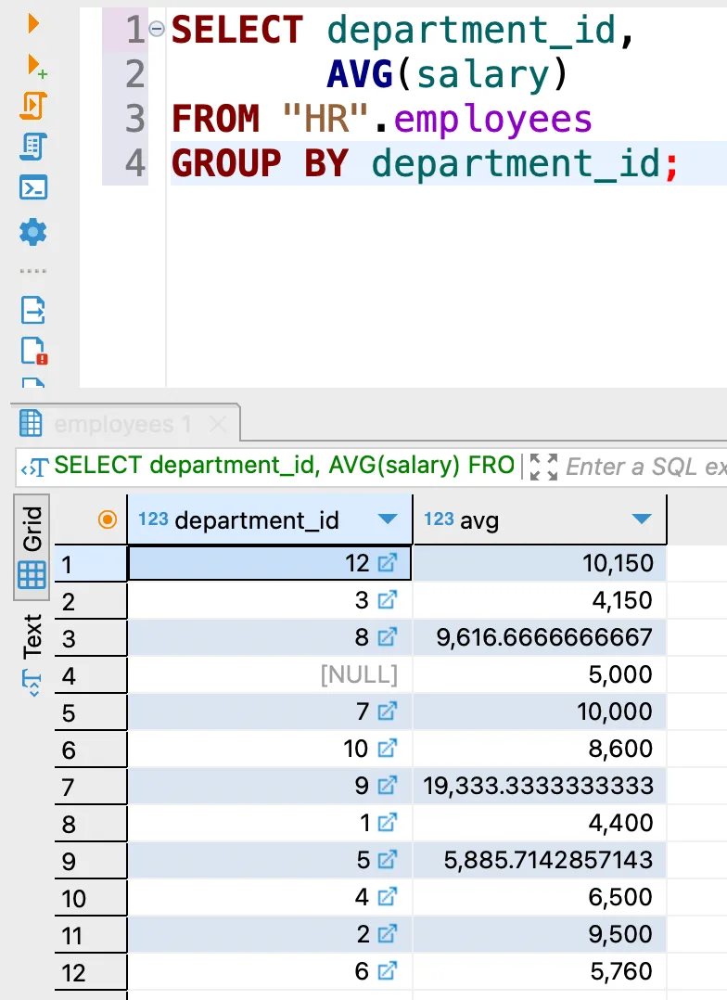 1 SELECT department_id,
2 AVG(salary)
3 FROM "HR".employees
4 GROUP BY department_id;
employees 1
SELECT department_id, AVG(salary) FRO Enter a SQL ex
Grid
Text
123 department_id 123 avg
1 12 10,150
2 3 4,150
3 8 9,616.6666666667
4 [NULL] 5,000
5 7 10,000
6 10 8,600
7 9 19,333.3333333333
8 1 4,400
9 5 5,885.7142857143
10 4 6,500
11 2 9,500
12 6 5,760